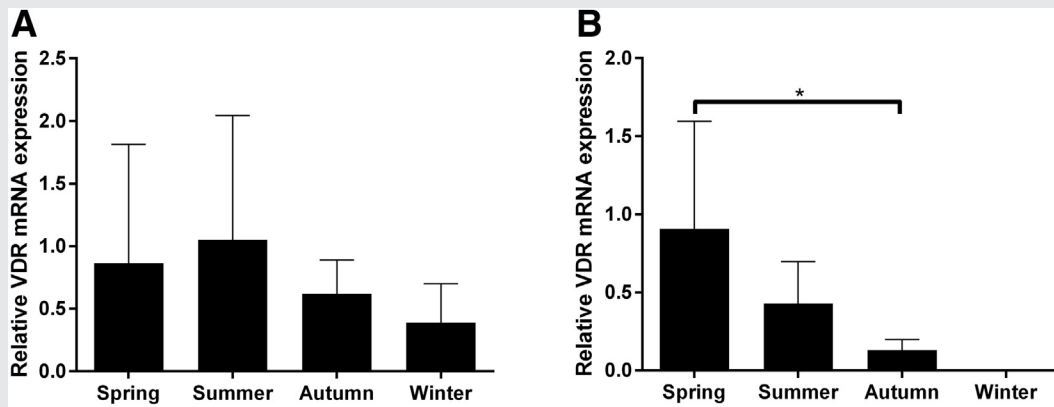 A
Relative VDR mRNA expression
2.5
2.0
1.5
1.0
0.5
0.0
Spring Summer Autumn Winter
B
Relative VDR mRNA expression
2.0
1.5
1.0
0.5
0.0
*
Spring Summer Autumn Winter